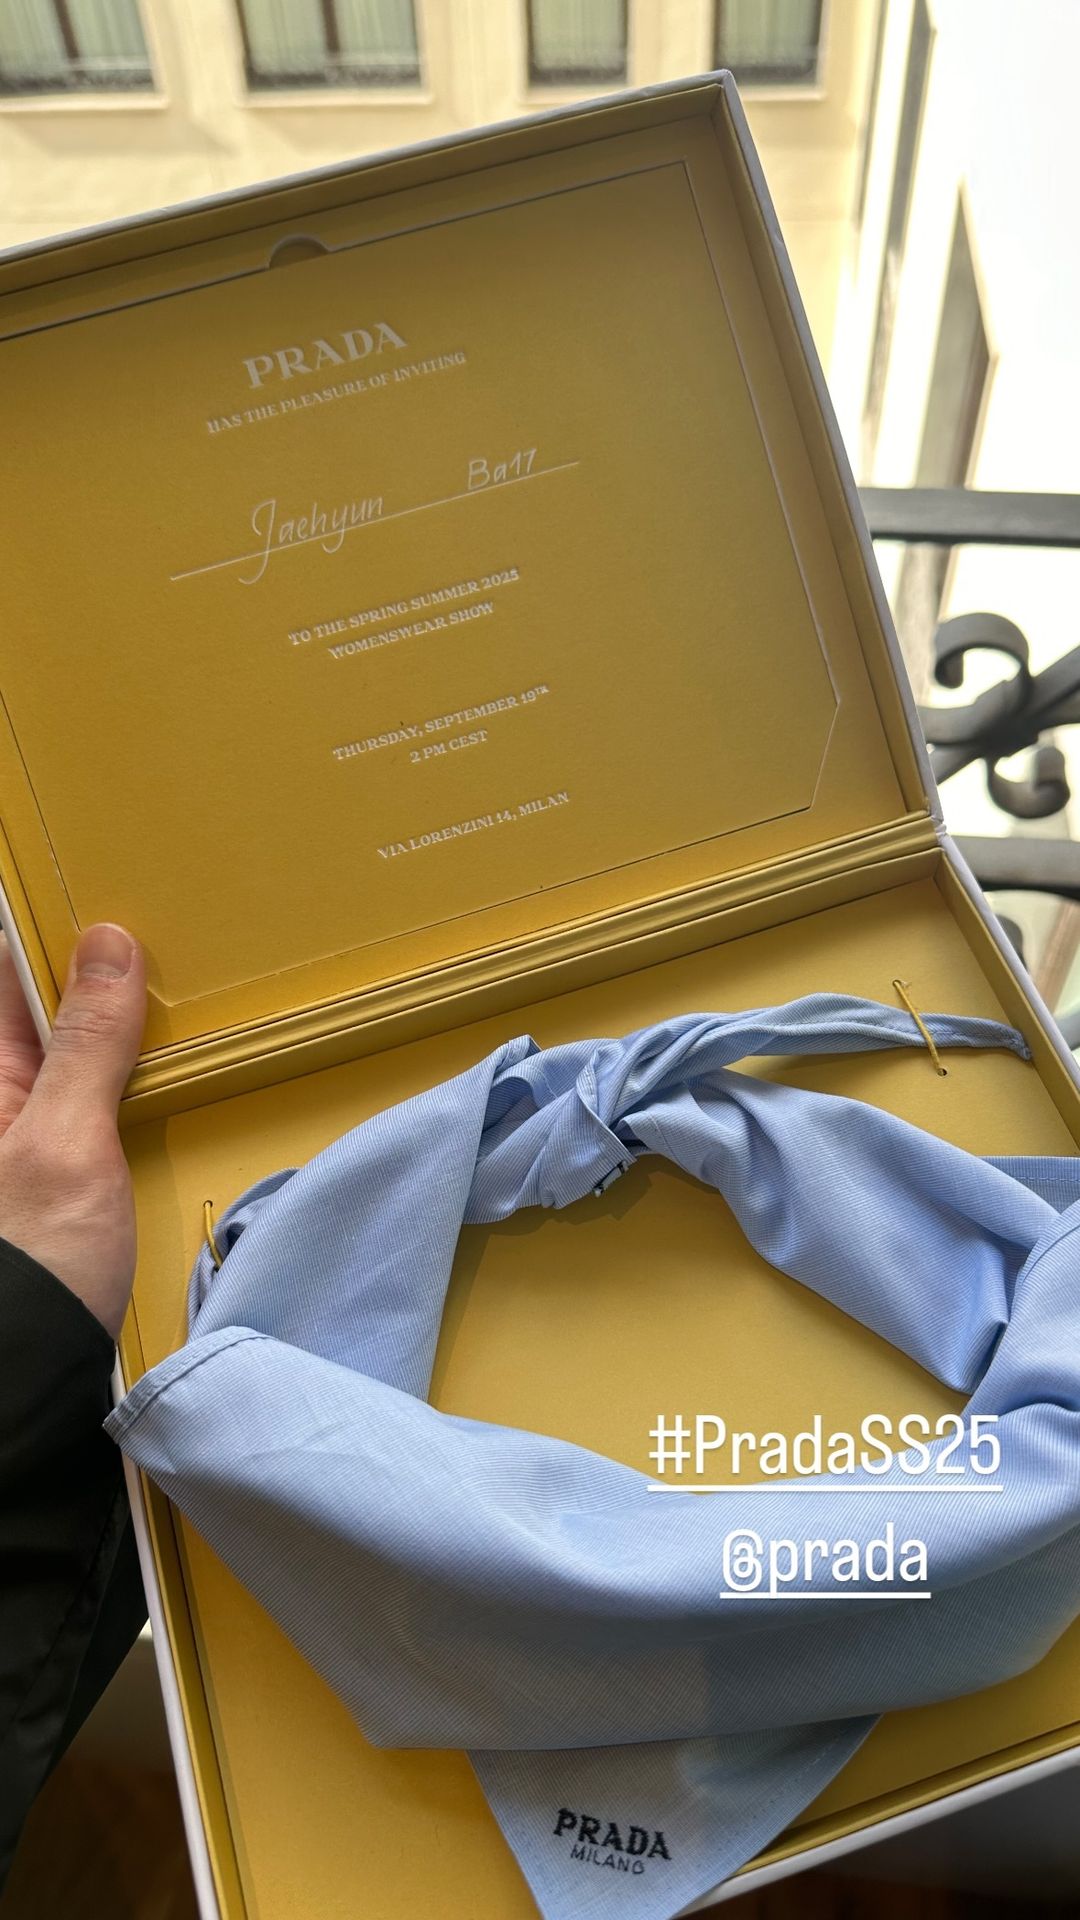 PRADA
HAS THE PLEASURE OF INVITING
Jaehyun Ba17
TO THE SPRING SUMMER 2025
WOMENSWEAR SHOW
THURSDAY, SEPTEMBER 19TH
2 PM CEST
VIA LORENZINI 14, MILAN
#PradaSS25
@prada
PRADA
MILANO